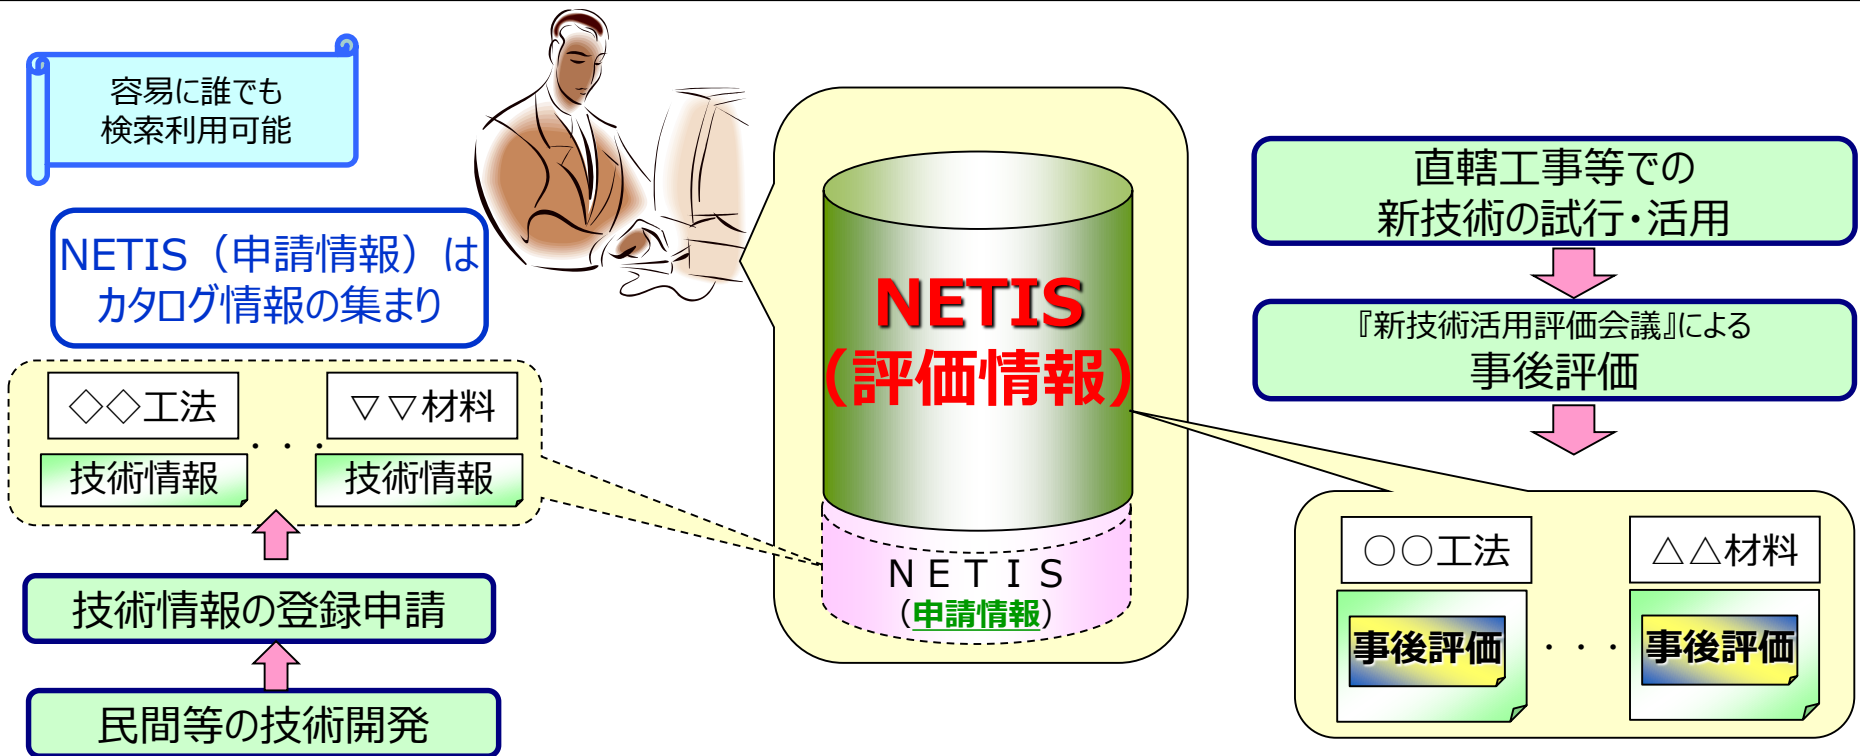 容易に誰でも
検索利用可能
NETIS（申請情報）は
カタログ情報の集まり
◇◇工法
▽▽材料
・・・
技術情報
技術情報
技術情報の登録申請
民間等の技術開発
NETIS
（評価情報）
ＮＥＴＩＳ
（申請情報）
直轄工事等での
新技術の試行・活用
『新技術活用評価会議』による
事後評価
○○工法
△△材料
事後評価
・・・
事後評価